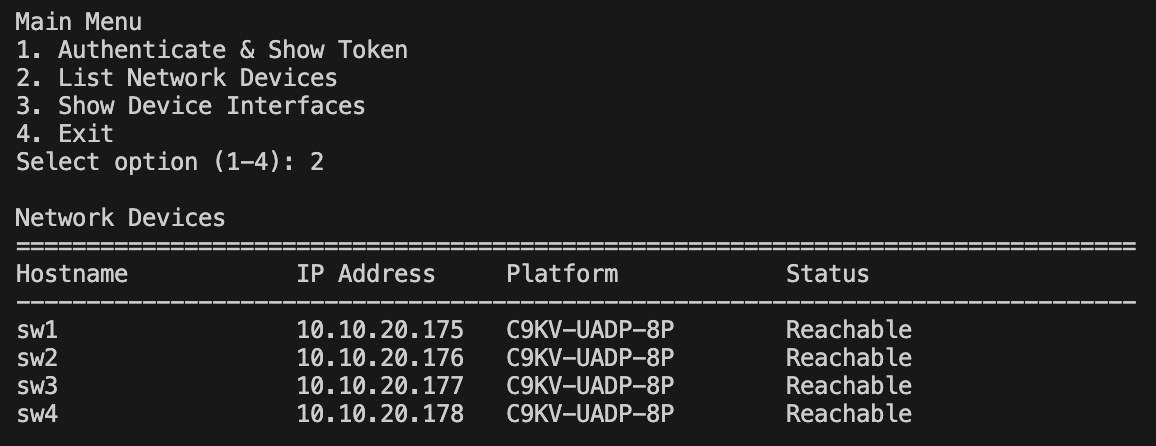 Main Menu
1. Authenticate & Show Token
2. List Network Devices
3. Show Device Interfaces
4. Exit
Select option (1-4): 2
Network Devices
================================================================================
Hostname            IP Address     Platform            Status
--------------------------------------------------------------------------------
sw1                 10.10.20.175   C9KV-UADP-8P        Reachable
sw2                 10.10.20.176   C9KV-UADP-8P        Reachable
sw3                 10.10.20.177   C9KV-UADP-8P        Reachable
sw4                 10.10.20.178   C9KV-UADP-8P        Reachable